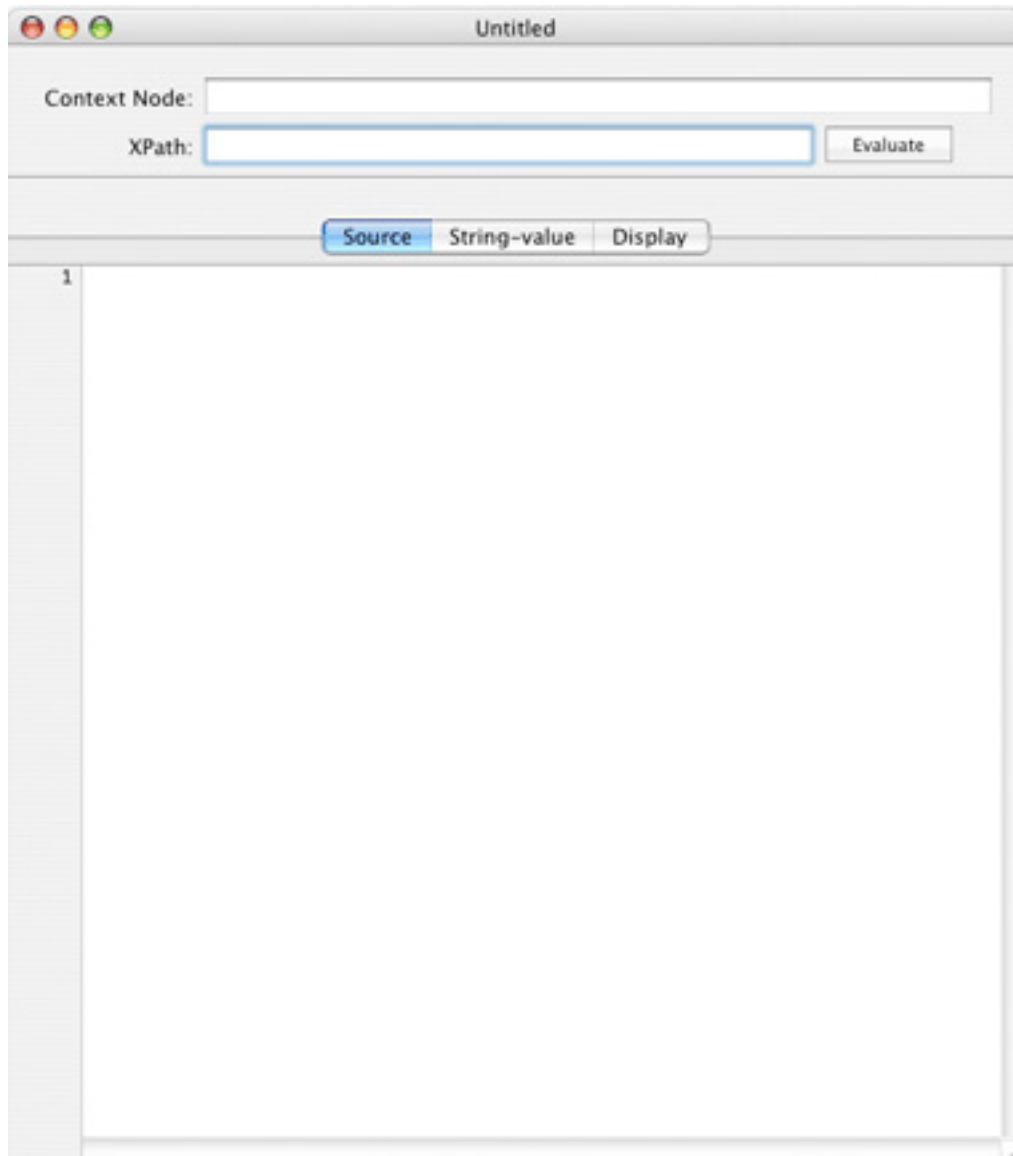 Untitled
Context Node:
XPath:
Evaluate
Source String-value Display
1